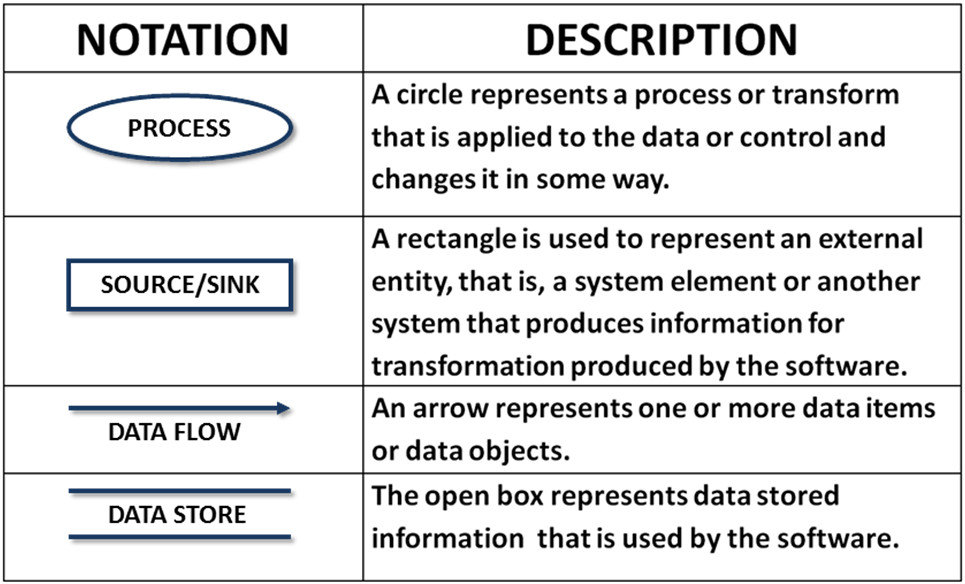 NOTATION
DESCRIPTION
PROCESS
A circle represents a process or transform
that is applied to the data or control and
changes it in some way.
SOURCE/SINK
A rectangle is used to represent an external
entity, that is, a system element or another
system that produces information for
transformation produced by the software.
DATA FLOW
An arrow represents one or more data items
or data objects.
DATA STORE
The open box represents data stored
information that is used by the software.